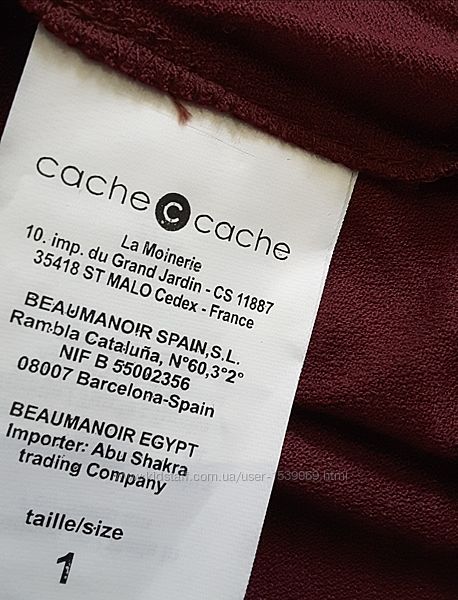 cache c cache
La Moinerie
10. imp. du Grand Jardin - CS 11887
35418 ST MALO Cedex - France
BEAUMANOIR SPAIN,S.L.
Rambla Cataluña, N°60,3°2°
NIF B 55002356
08007 Barcelona-Spain
BEAUMANOIR EGYPT
Importer: Abu Shakra
trading Company
taille/size
1